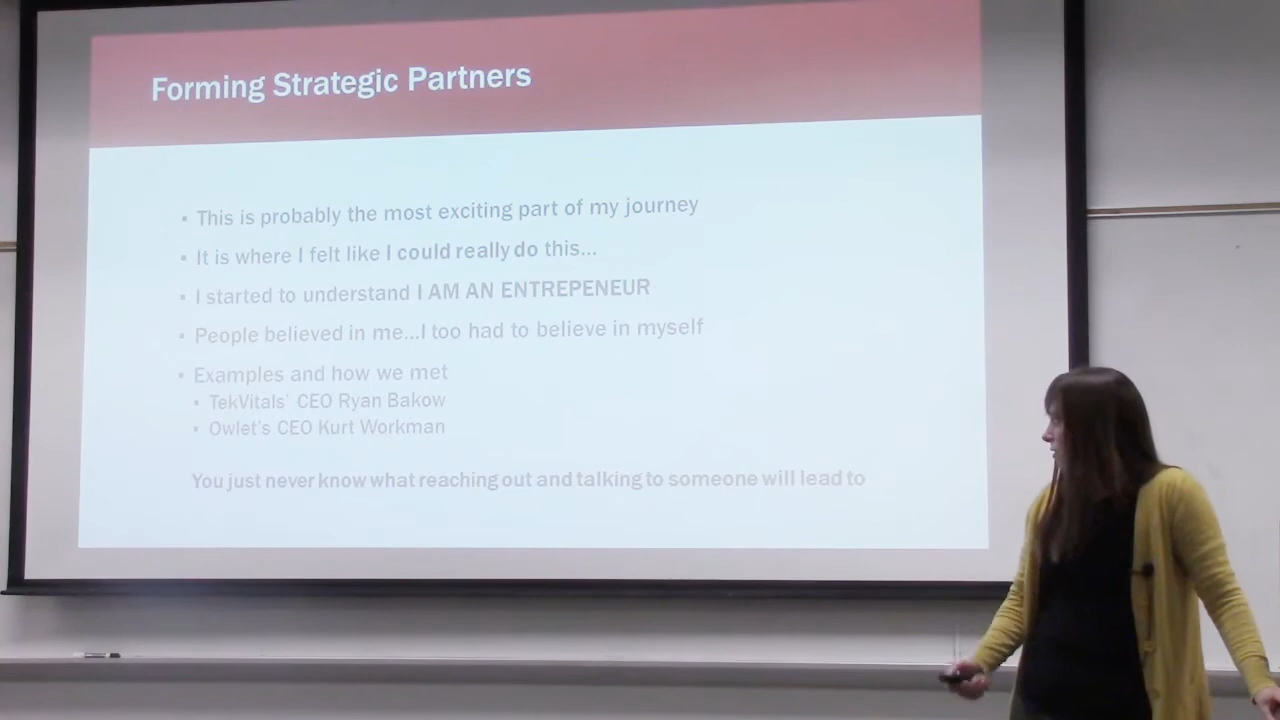 Forming Strategic Partners
▪ This is probably the most exciting part of my journey
▪ It is where I felt like I could really do this...
▪ I started to understand I AM AN ENTREPENEUR
▪ People believed in me...I too had to believe in myself
▪ Examples and how we met
▪ TekVitals' CEO Ryan Bakow
▪ Owlet's CEO Kurt Workman
You just never know what reaching out and talking to someone will lead to